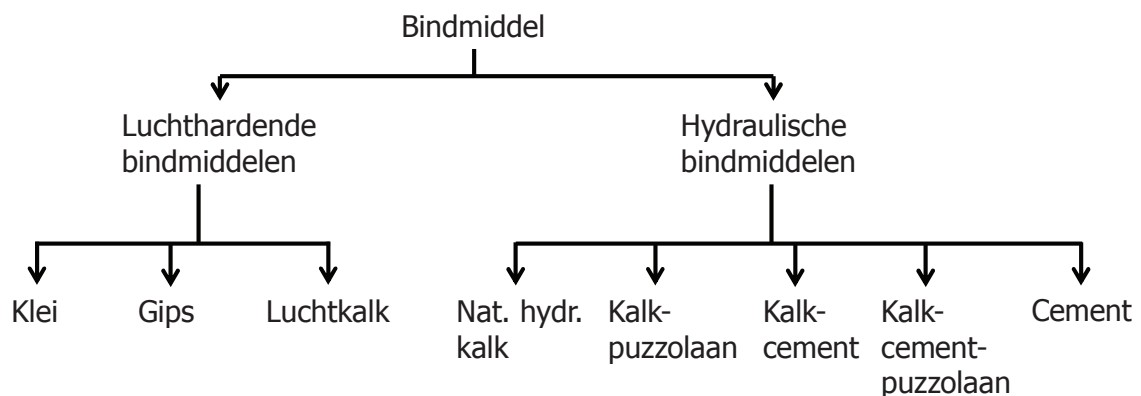 Bindmiddel
Luchthardende
bindmiddelen
Hydraulische
bindmiddelen
Klei
Gips
Luchtkalk
Nat. hydr.
kalk
Kalk-
puzzolaan
Kalk-
cement
Kalk-
cement-
puzzolaan
Cement